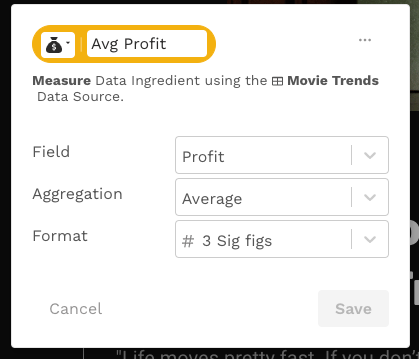 Avg Profit
...
Measure Data Ingredient using the Movie Trends
Data Source.
Field
Profit
Aggregation
Average
Format
# 3 Sig figs
Cancel
Save
"Life moves pretty fast. If you don't